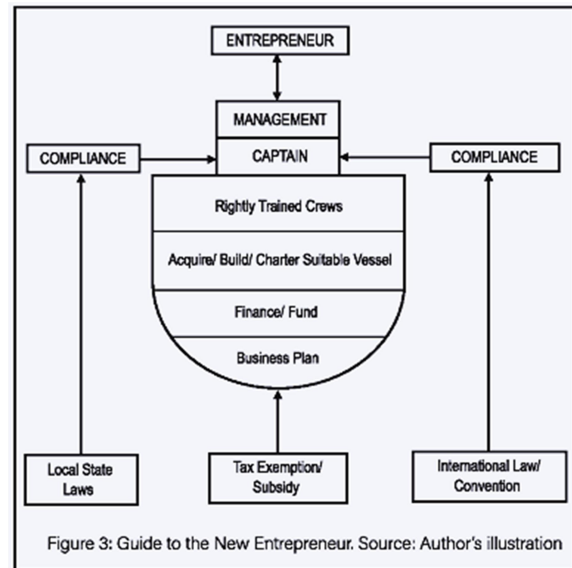 ENTREPRENEUR
MANAGEMENT
COMPLIANCE
CAPTAIN
COMPLIANCE
Rightly Trained Crews
Acquire/ Build/ Charter Suitable Vessel
Finance/ Fund
Business Plan
Local State
Laws
Tax Exemption/
Subsidy
International Law/
Convention
Figure 3: Guide to the New Entrepreneur. Source: Author's illustration